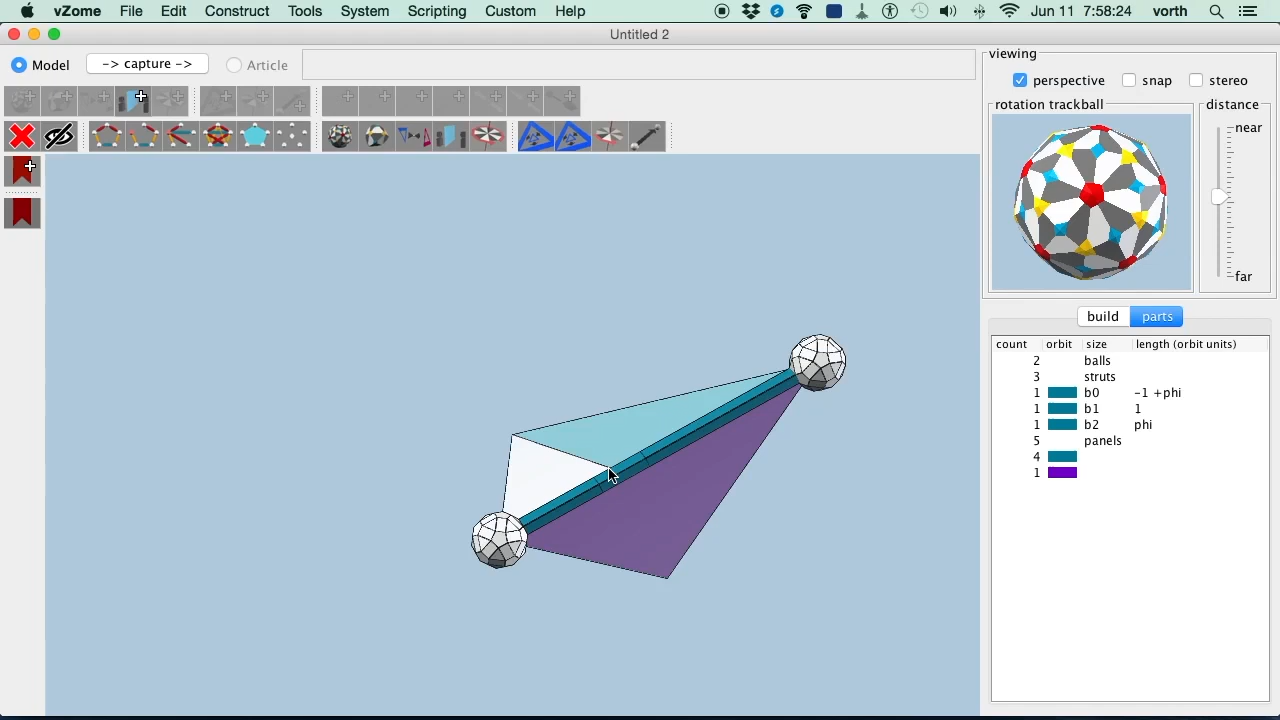 vZome File Edit Construct Tools System Scripting Custom Help Jun 11 7:58:24 vorth
Untitled 2
Model -> capture -> Article
viewing
perspective snap stereo
rotation trackball distance
near
far
build parts
count orbit size length (orbit units)
2 balls
3 struts
1 b0 -1 +phi
1 b1 1
1 b2 phi
5 panels
4
1